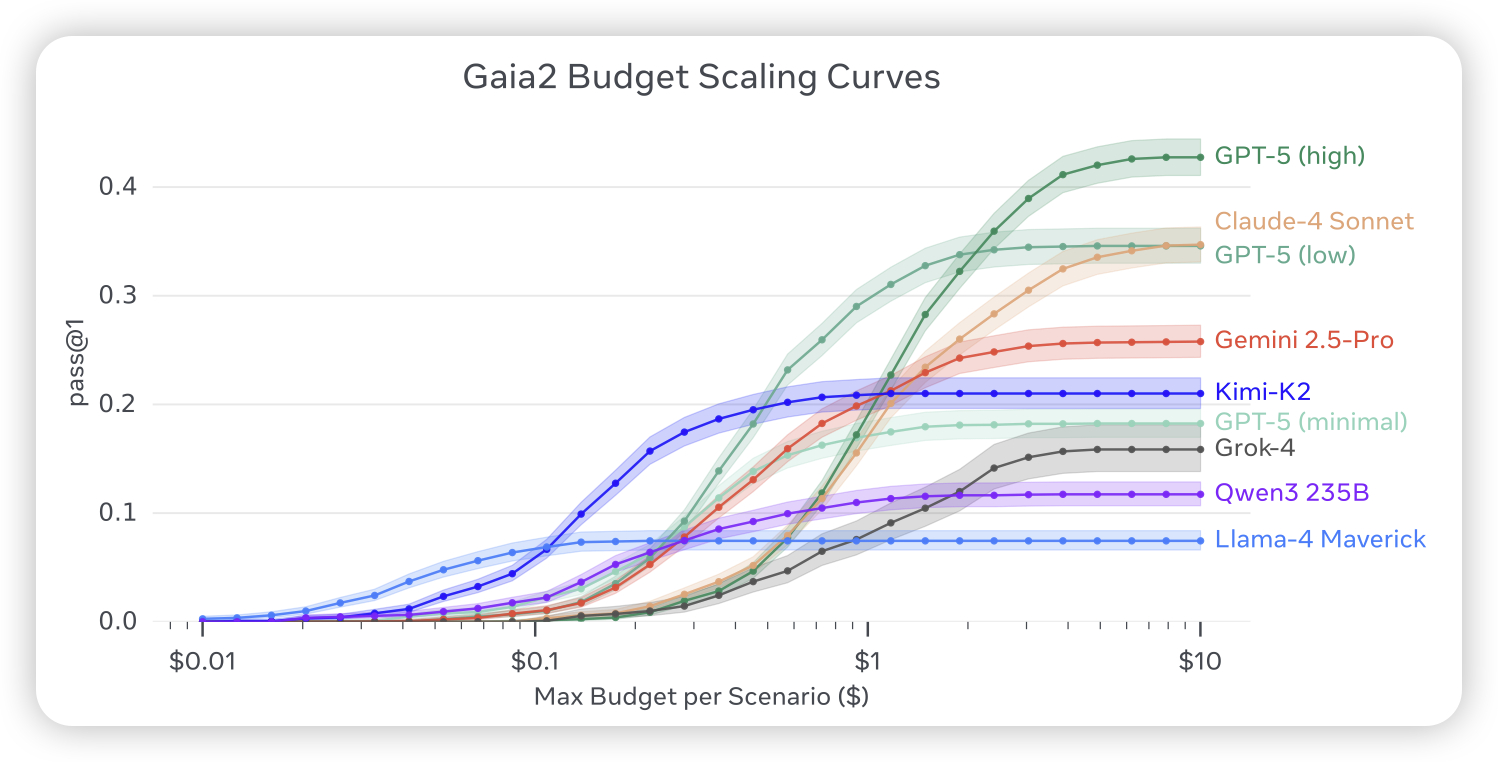 Gaia2 Budget Scaling Curves
pass@1
0.4
0.3
0.2
0.1
0.0
$0.01
$0.1
$1
$10
Max Budget per Scenario ($)
GPT-5 (high)
Claude-4 Sonnet
GPT-5 (low)
Gemini 2.5-Pro
Kimi-K2
GPT-5 (minimal)
Grok-4
Qwen3 235B
Llama-4 Maverick